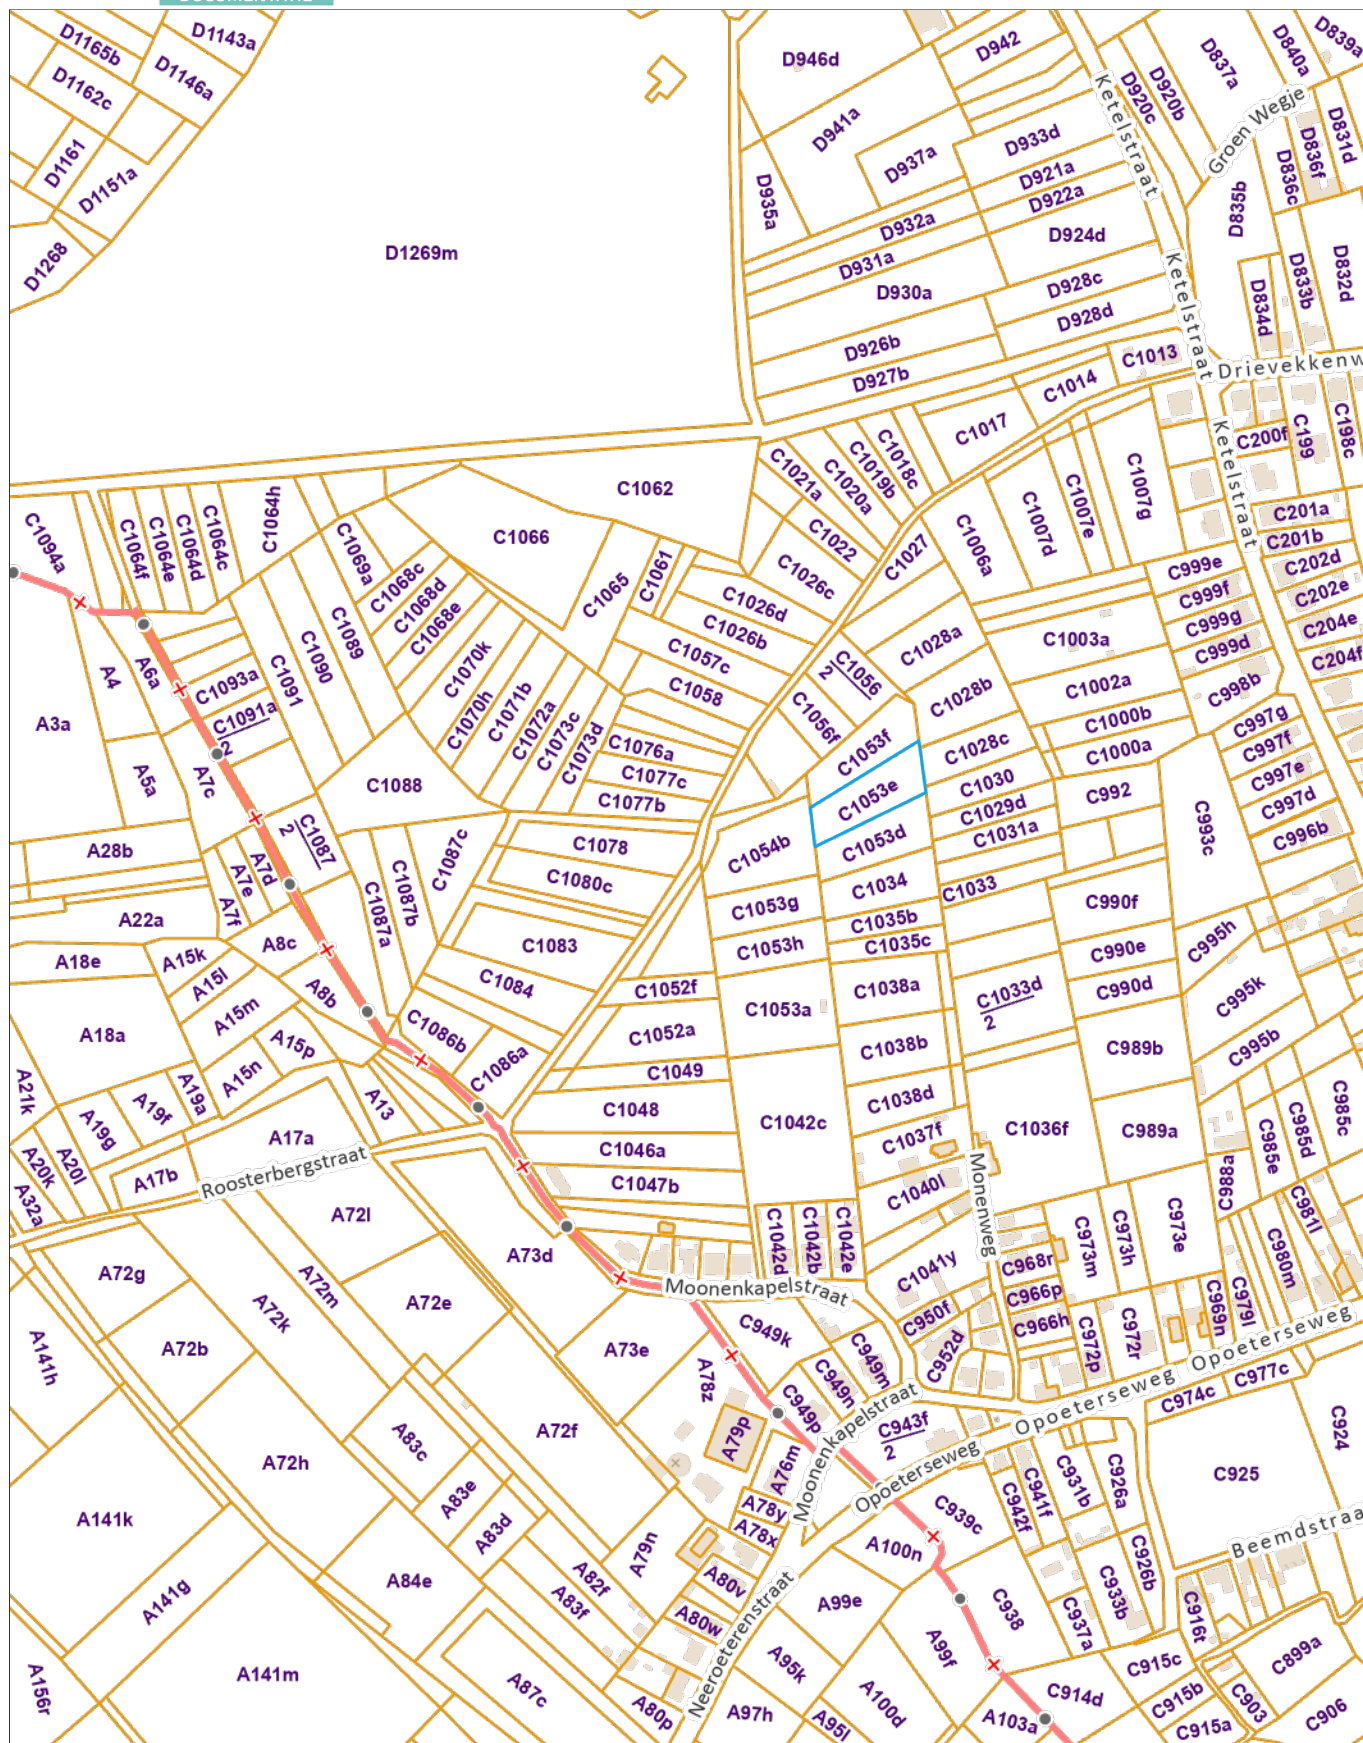 D1165b
D1143a
D1146a
D1162c
D1161
D1151a
D1268
D1269m
D946d
D942
D941a
D937a
D935a
D933d
D921a
D922a
D932a
D931a
D924d
D930a
D928c
D928d
D926b
D927b
Ketelstraat
D920c
D920b
D837a
D840a
D839a
Groen Wegje
D836f
D831d
D836c
D835b
D833b
D832d
D834d
Ketelstraat
Drievekkenw
C1013
C1014
C1017
C1018c
C1019b
C1020a
C1021a
C1022
C1026c
C1027
C1006a
C1007d
C1007e
C1007g
Ketelstraat
C200f
C199
C198c
C201a
C201b
C202d
C202e
C204e
C204f
C999e
C999f
C999g
C999d
C998b
C997g
C997f
C997e
C997d
C996b
C1062
C1066
C1065
C1061
C1064h
C1064c
C1064d
C1064e
C1064f
C1094a
C1069a
C1068c
C1068d
C1068e
C1070k
C1070h
C1071b
C1072a
C1073c
C1073d
C1026d
C1026b
C1057c
C1058
C1076a
C1077c
C1077b
C1056
2
C1056f
C1028a
C1028b
C1028c
C1003a
C1002a
C1000b
C1000a
C1053f
C1053e
C1053d
C1054b
C1030
C1029d
C1031a
C992
C993c
C1033
C1034
C1035b
C1035c
C1053g
C1053h
C1053a
C1038a
C1038b
C1038d
C1037f
C1040l
C1041y
C1033d
2
C990f
C990e
C990d
C989b
C989a
C995h
C995k
C995b
C1036f
C1042c
C1042d
C1042b
C1042e
C1089
C1090
C1091
C1093a
C1091a
2
C1088
C1087
2
C1087c
C1087b
C1087a
C1078
C1080c
C1083
C1084
C1086b
C1086a
C1052f
C1052a
C1049
C1048
C1046a
C1047b
A3a
A4
A5a
A6a
A7c
A7d
A7e
A7f
A28b
A22a
A18e
A18a
A8c
A8b
A15k
A15l
A15m
A15n
A15p
A13
A21k
A19g
A19f
A19a
A20k
A20l
A32a
A17b
A17a
Roosterbergstraat
A72l
A72g
A72m
A72k
A72e
A72b
A72h
A72f
A73d
A73e
A141h
A141k
A141g
A141m
A156r
A83c
A83e
A83d
A84e
A82f
A83f
A87c
Moonenkapelstraat
A78z
A79p
A76m
A78y
A78x
A79n
A80v
A80w
A80p
Neeroeterenstraat
C949k
C949m
C949n
C949p
Moonenkapelstraat
C950f
C952d
C943f
2
Opoeterseweg
Opoeterseweg
Opoeterseweg
Monenweg
C968r
C966p
C966h
C973m
C973h
C973e
C972p
C972r
C969n
C979l
C980m
C981l
C988a
C985e
C985d
C985c
C974c
C977c
C924
C925
Beemdstraa
C926a
C931b
C941f
C942f
C939c
C926b
C933b
C937a
C938
A100n
A99e
A99f
A95k
A100d
A97h
A95l
A103a
C914d
C915c
C915b
C915a
C916t
C903
C899a
C906